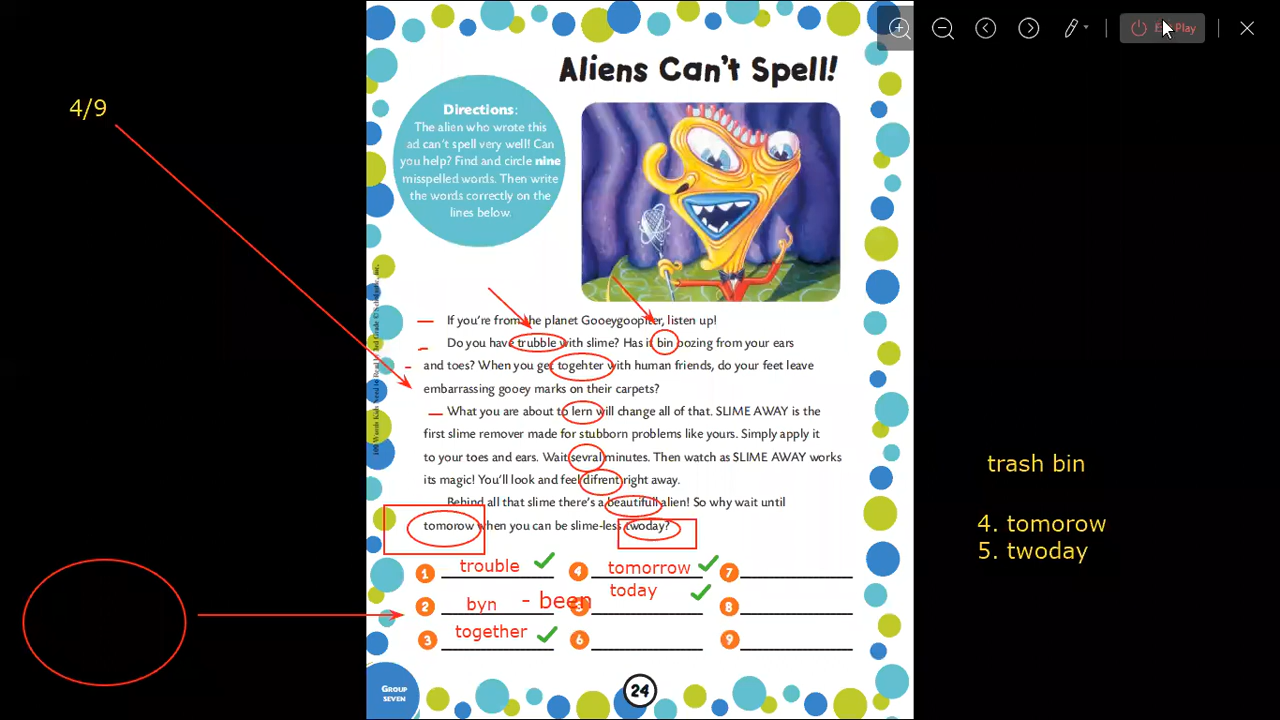 Exit Play
4/9
Aliens Can't Spell!
Directions:
The alien who wrote this
ad can't spell very well! Can
you help? Find and circle nine
misspelled words. Then write
the words correctly on the
lines below.
If you're from the planet Gooeygoopiter, listen up!
Do you have trubble with slime? Has it bin oozing from your ears
and toes? When you get togehter with human friends, do your feet leave
embarrassing gooey marks on their carpets?
What you are about to lern will change all of that. SLIME AWAY is the
first slime remover made for stubborn problems like yours. Simply apply it
to your toes and ears. Wait sevral minutes. Then watch as SLIME AWAY works
its magic! You'll look and feel difrent right away.
Behind all that slime there's a beautifull alien! So why wait until
tomorow when you can be slime-less twoday?
trash bin
4. tomorow
5. twoday
1 trouble 4 tomorrow 7
2 byn - been 5 today 8
3 together 6 9
GROUP
SEVEN
24